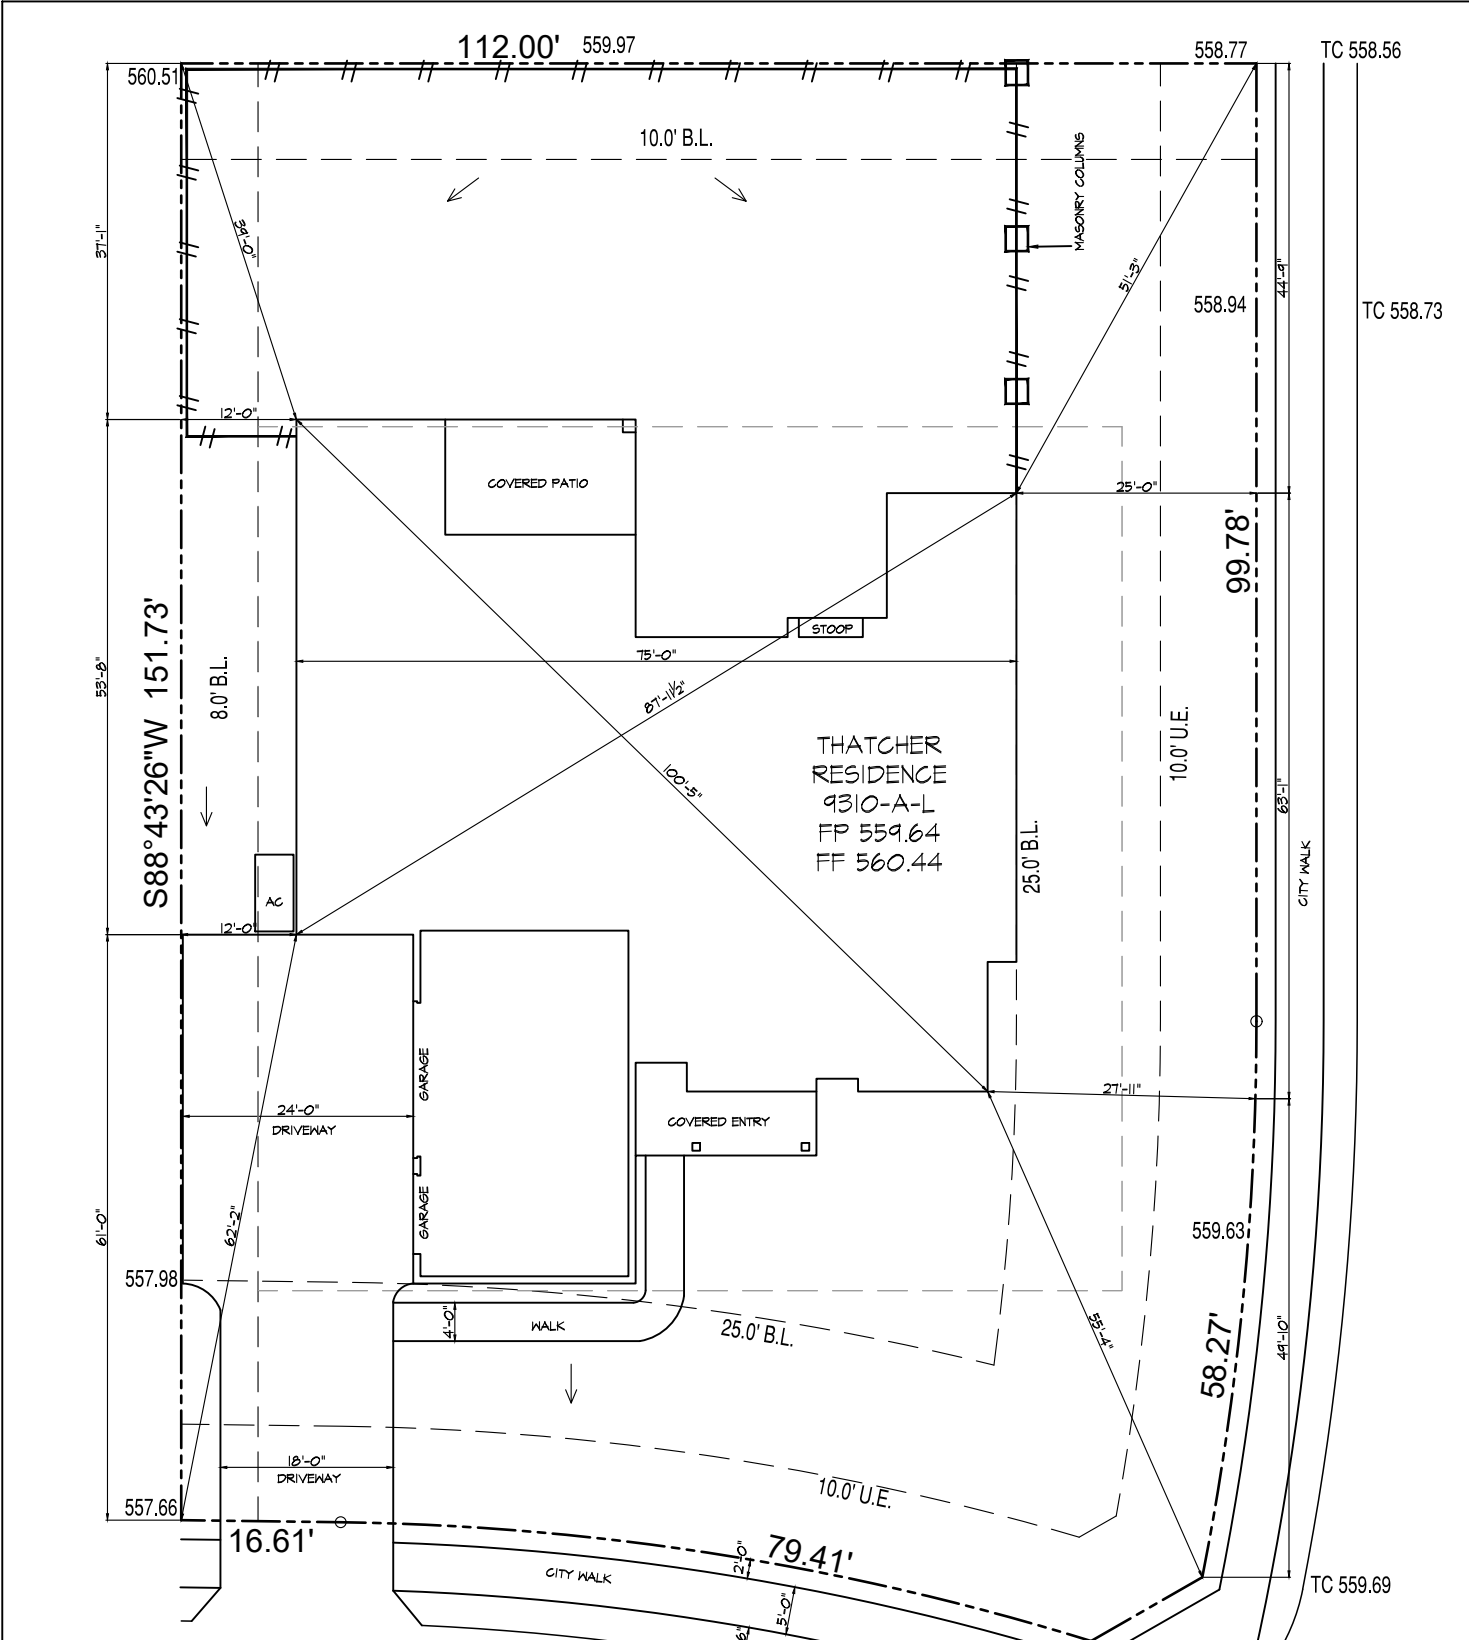 112.00' 559.97
558.77 TC 558.56
560.51
10.0' B.L.
MASONRY COLUMNS
37'-1"
39'-0"
51'-3"
44'-9"
558.94
TC 558.73
12'-0"
COVERED PATIO
25'-0"
99.78'
STOOP
75'-0"
53'-8"
S88°43'26"W 151.73'
8.0' B.L.
87'-11½"
100'-5"
THATCHER
RESIDENCE
9310-A-L
FP 559.64
FF 560.44
10.0' U.E.
63'-1"
25.0' B.L.
CITY WALK
AC
12'-0"
GARAGE
27'-11"
24'-0"
DRIVEWAY
COVERED ENTRY
GARAGE
61'-0"
62'-2"
559.63
557.98
4'-0"
WALK
25.0' B.L.
55'-4"
49'-10"
58.27'
18'-0"
DRIVEWAY
10.0' U.E.
557.66
16.61'
79.41'
2'-0"
CITY WALK
5'-0"
TC 559.69
6"